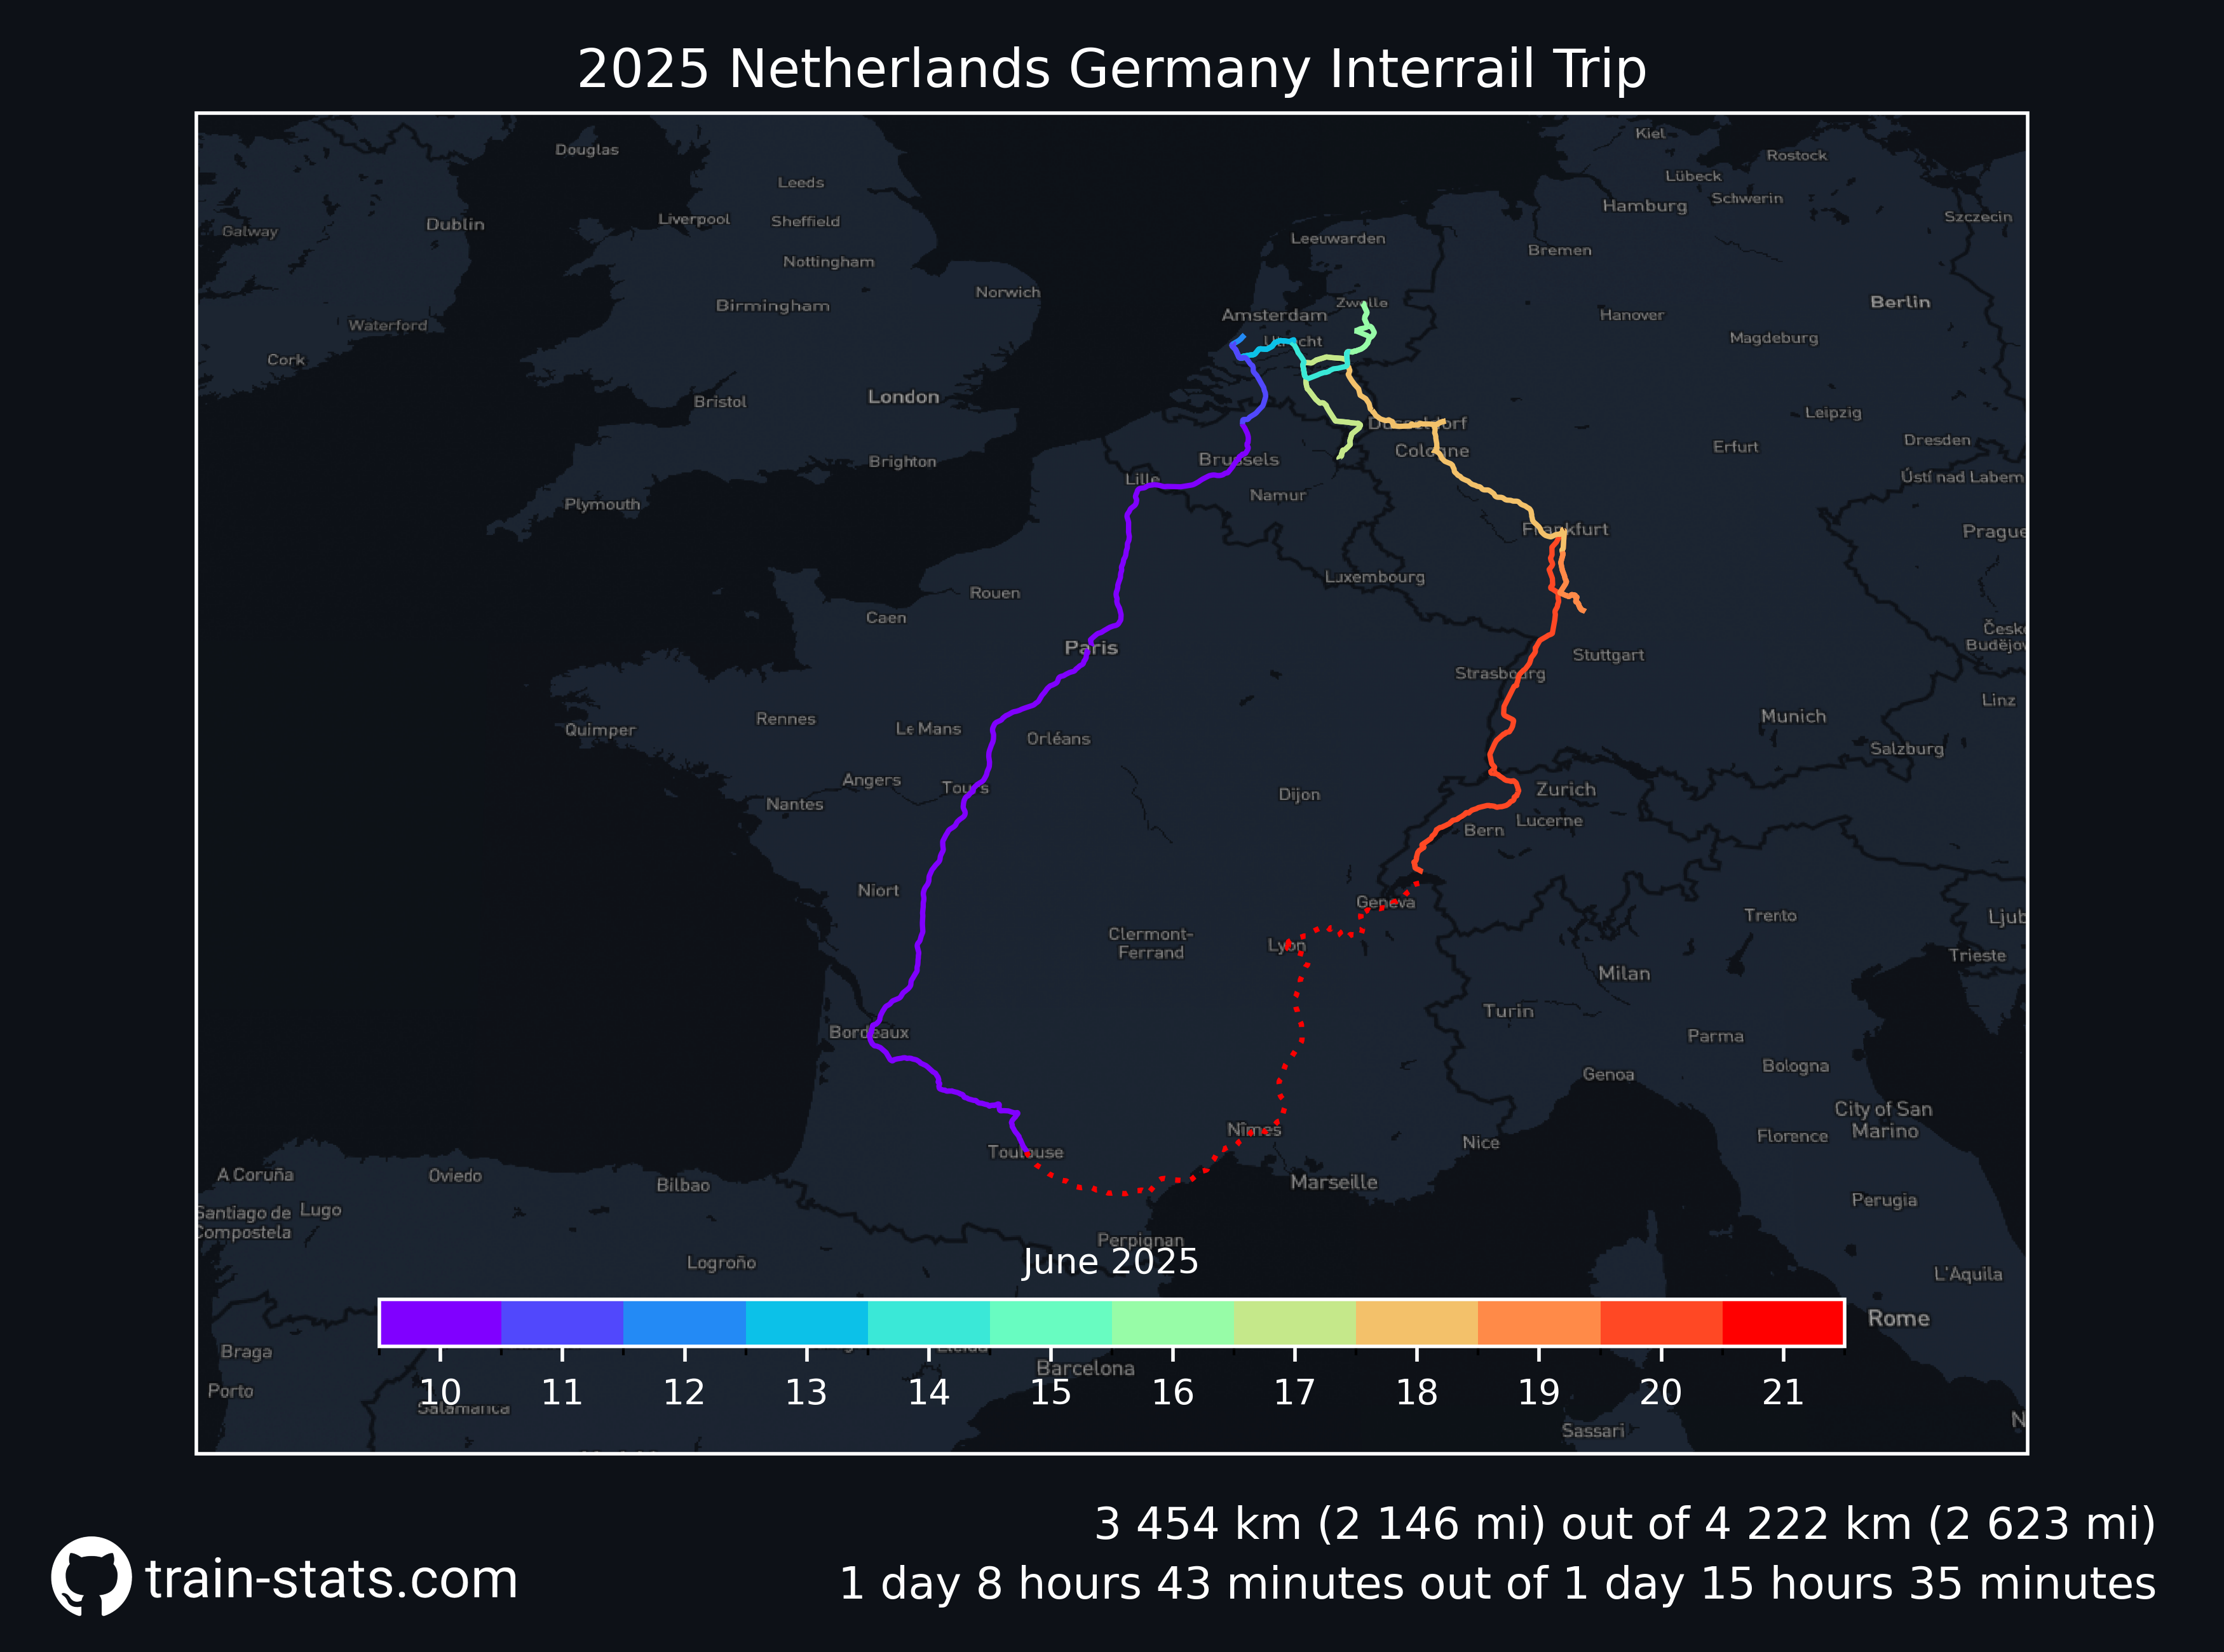 2025 Netherlands Germany Interrail Trip
Kiel
Douglas
Rostock
Lübeck
Leeds
Schwerin
Hamburg
Szczecin
Liverpool
Sheffield
Dublin
Galway
Leeuwarden
Bremen
Nottingham
Norwich
Birmingham
Zwolle
Berlin
Amsterdam
Hanover
Waterford
Utrecht
Magdeburg
Cork
London
Bristol
Leipzig
Düsseldorf
Dresden
Erfurt
Cologne
Brussels
Brighton
Lille
Ústí nad Labem
Namur
Plymouth
Frankfurt
Prague
Luxembourg
Rouen
Caen
České
Budějov
Paris
Stuttgart
Strasbourg
Linz
Munich
Rennes
Quimper
Le Mans
Orléans
Salzburg
Angers
Tours
Zurich
Dijon
Nantes
Lucerne
Bern
Niort
Geneva
Trento
Ljub
Clermont-
Ferrand
Lyon
Trieste
Milan
Turin
Bordeaux
Parma
Bologna
Genoa
City of San
Marino
Nîmes
Florence
Nice
Toulouse
A Coruña
Oviedo
Bilbao
Marseille
Perugia
Santiago de
Compostela
Lugo
Perpignan
Logroño
June 2025
L'Aquila
Rome
Braga
Lleida
Barcelona
Porto
10 11 12 13 14 15 16 17 18 19 20 21
Salamanca
Sassari
3 454 km (2 146 mi) out of 4 222 km (2 623 mi)
train-stats.com
1 day 8 hours 43 minutes out of 1 day 15 hours 35 minutes